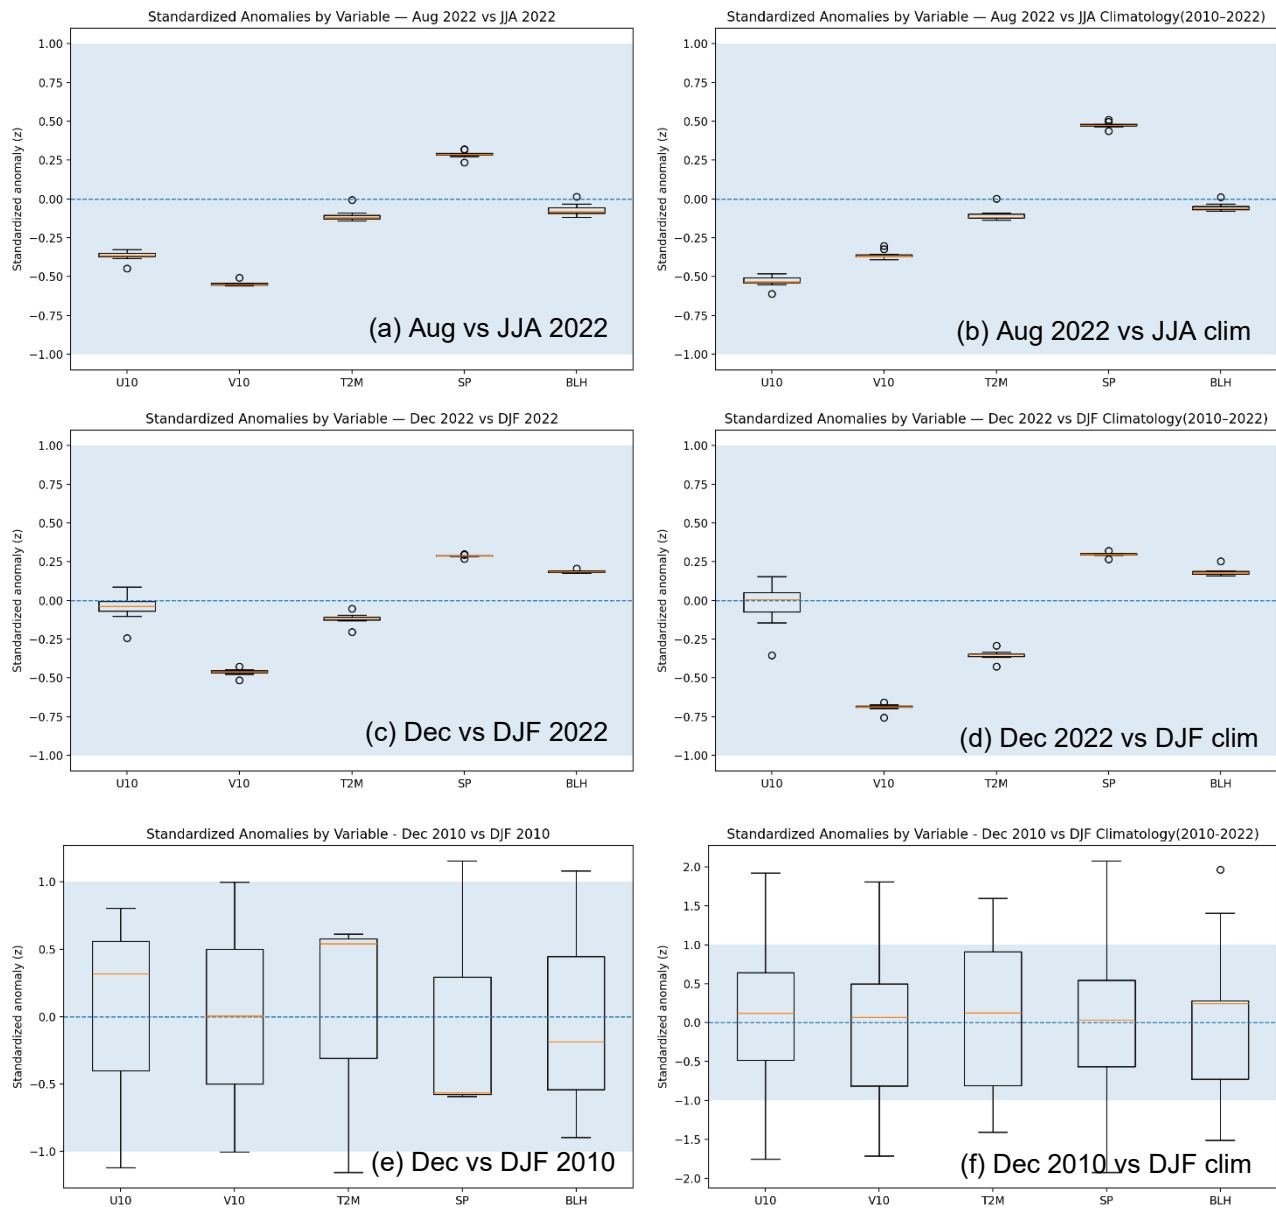 Standardized Anomalies by Variable — Aug 2022 vs JJA 2022
Standardized anomaly (z)
1.00
0.75
0.50
0.25
0.00
−0.25
−0.50
−0.75
−1.00
(a) Aug vs JJA 2022
U10 V10 T2M SP BLH
Standardized Anomalies by Variable — Aug 2022 vs JJA Climatology(2010–2022)
Standardized anomaly (z)
1.00
0.75
0.50
0.25
0.00
−0.25
−0.50
−0.75
−1.00
(b) Aug 2022 vs JJA clim
U10 V10 T2M SP BLH
Standardized Anomalies by Variable — Dec 2022 vs DJF 2022
Standardized anomaly (z)
1.00
0.75
0.50
0.25
0.00
−0.25
−0.50
−0.75
−1.00
(c) Dec vs DJF 2022
U10 V10 T2M SP BLH
Standardized Anomalies by Variable — Dec 2022 vs DJF Climatology(2010–2022)
Standardized anomaly (z)
1.00
0.75
0.50
0.25
0.00
−0.25
−0.50
−0.75
−1.00
(d) Dec 2022 vs DJF clim
U10 V10 T2M SP BLH
Standardized Anomalies by Variable - Dec 2010 vs DJF 2010
Standardized anomaly (z)
1.0
0.5
0.0
−0.5
−1.0
(e) Dec vs DJF 2010
U10 V10 T2M SP BLH
Standardized Anomalies by Variable - Dec 2010 vs DJF Climatology(2010-2022)
Standardized anomaly (z)
2.0
1.5
1.0
0.5
0.0
−0.5
−1.0
−1.5
−2.0
(f) Dec 2010 vs DJF clim
U10 V10 T2M SP BLH